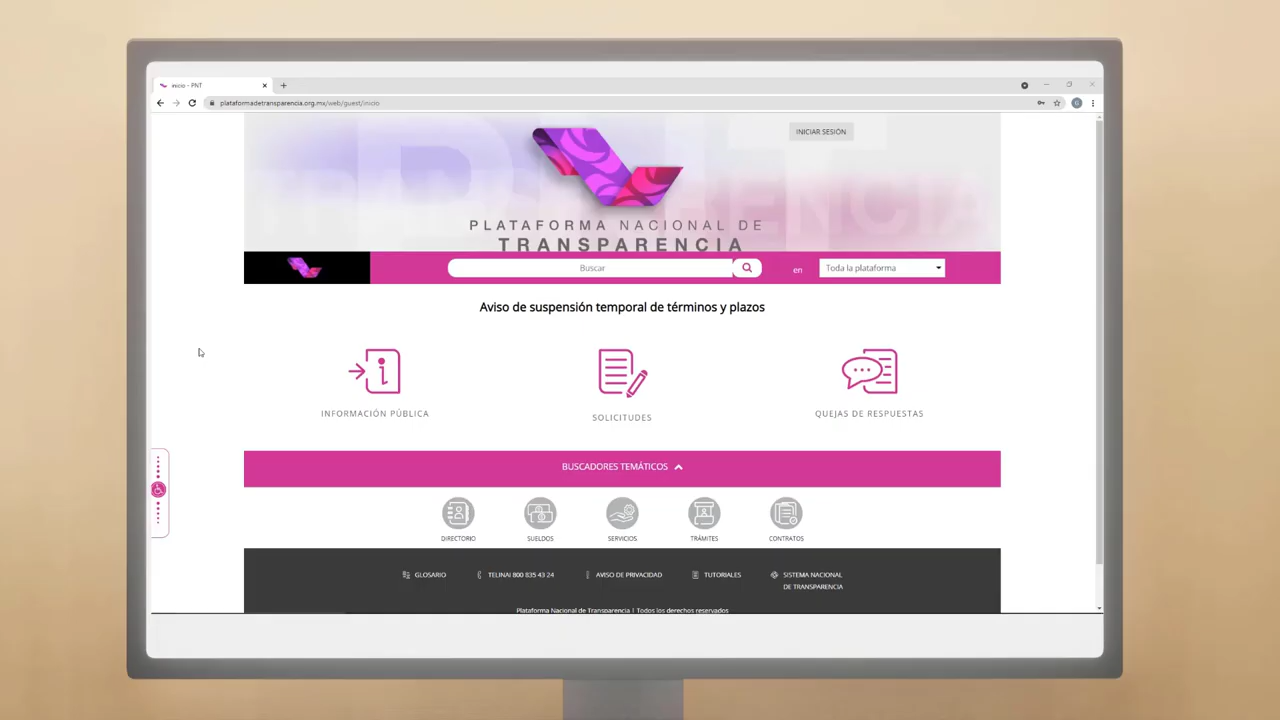 inicio - PNT
plataformadetransparencia.org.mx/web/guest/inicio
INICIAR SESIÓN
PLATAFORMA NACIONAL DE
TRANSPARENCIA
Buscar
en
Toda la plataforma
Aviso de suspensión temporal de términos y plazos
INFORMACIÓN PÚBLICA
SOLICITUDES
QUEJAS DE RESPUESTAS
BUSCADORES TEMÁTICOS
DIRECTORIO
SUELDOS
SERVICIOS
TRÁMITES
CONTRATOS
GLOSARIO
TELINAI 800 835 43 24
AVISO DE PRIVACIDAD
TUTORIALES
SISTEMA NACIONAL
DE TRANSPARENCIA
Plataforma Nacional de Transparencia | Todos los derechos reservados